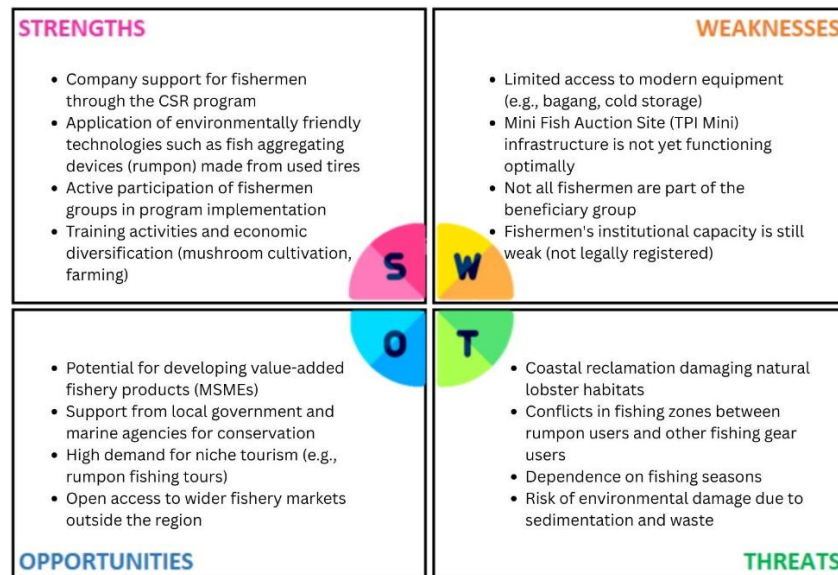 STRENGTHS
• Company support for fishermen
through the CSR program
• Application of environmentally friendly
technologies such as fish aggregating
devices (rumpon) made from used tires
• Active participation of fishermen
groups in program implementation
• Training activities and economic
diversification (mushroom cultivation,
farming)
S
WEAKNESSES
• Limited access to modern equipment
(e.g., bagang, cold storage)
• Mini Fish Auction Site (TPI Mini)
infrastructure is not yet functioning
optimally
• Not all fishermen are part of the
beneficiary group
• Fishermen's institutional capacity is still
weak (not legally registered)
W
O
• Potential for developing value-added
fishery products (MSMEs)
• Support from local government and
marine agencies for conservation
• High demand for niche tourism (e.g.,
rumpon fishing tours)
• Open access to wider fishery markets
outside the region
OPPORTUNITIES
T
• Coastal reclamation damaging natural
lobster habitats
• Conflicts in fishing zones between
rumpon users and other fishing gear
users
• Dependence on fishing seasons
• Risk of environmental damage due to
sedimentation and waste
THREATS